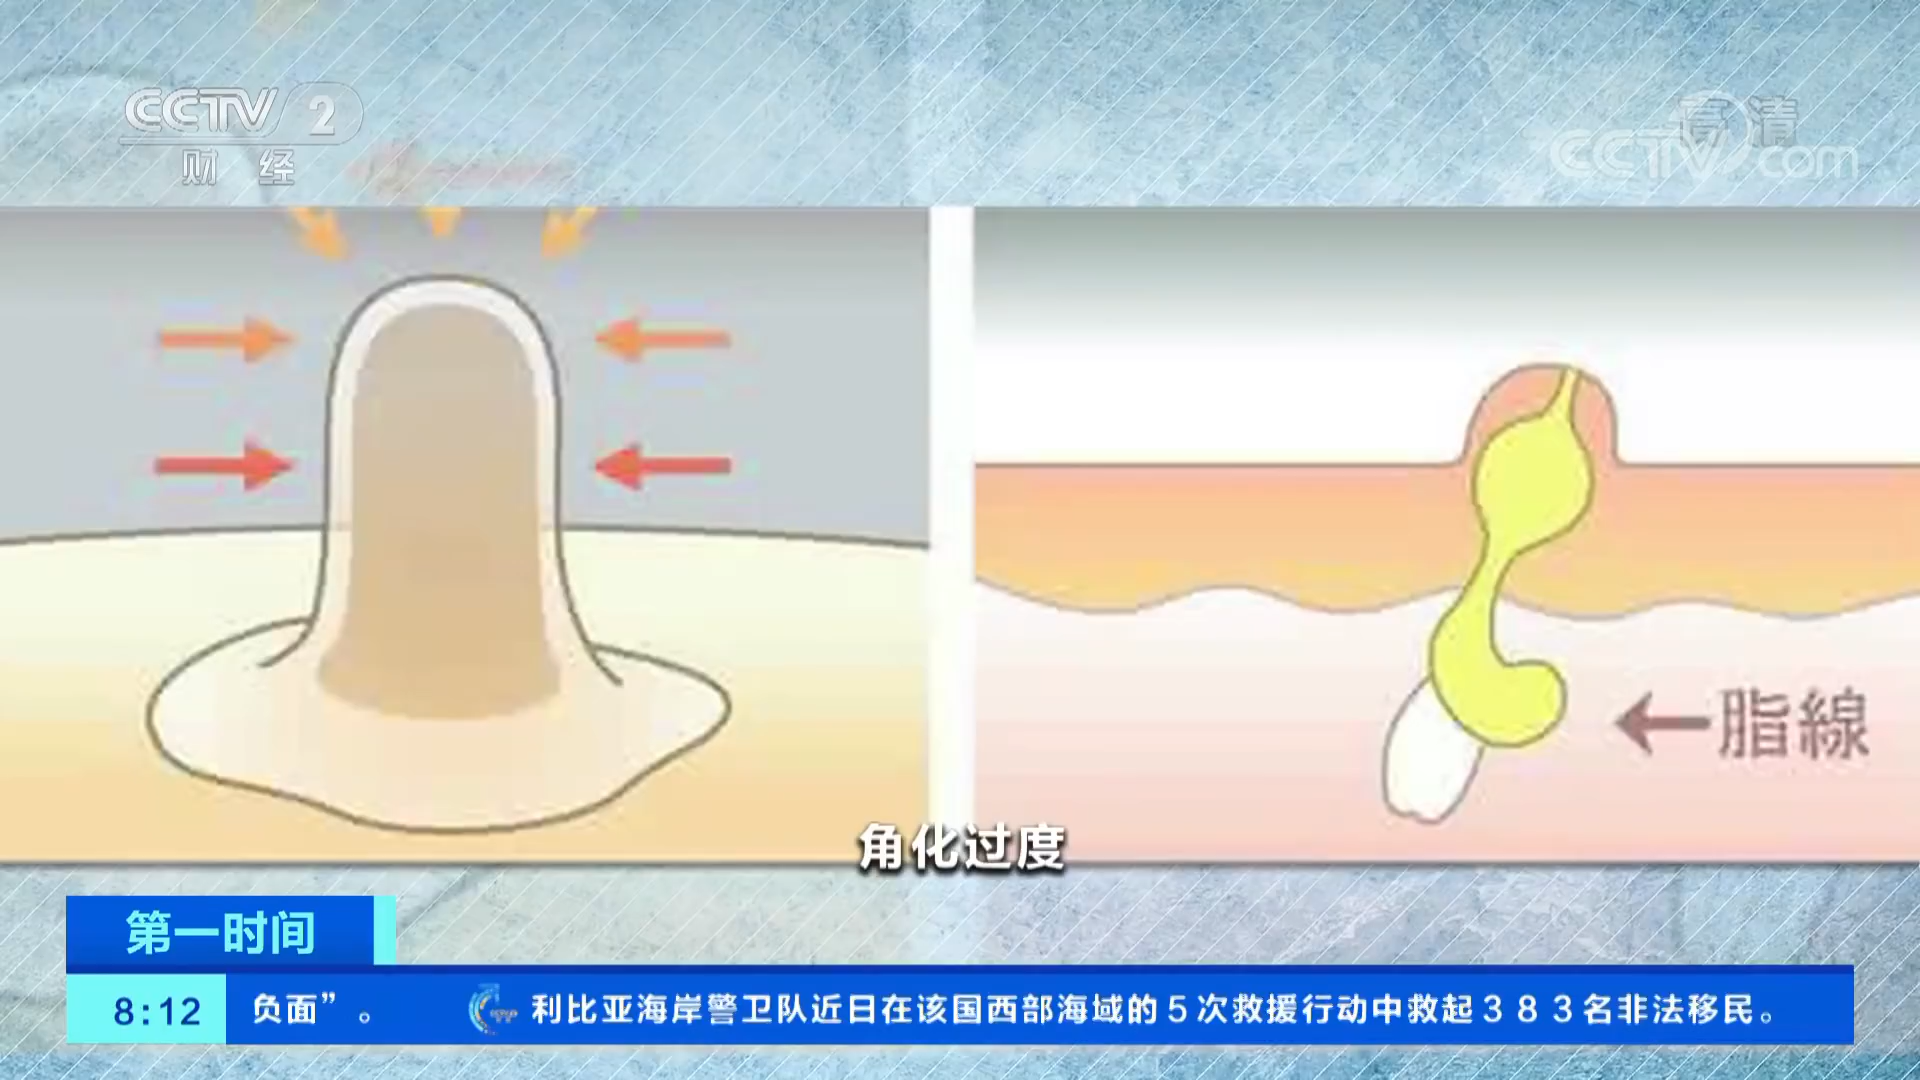 CCTV 2
财 经
高清
CCTV.com
脂線
角化过度
第一时间
8:12
负面”。
利比亚海岸警卫队近日在该国西部海域的5次救援行动中救起383名非法移民。